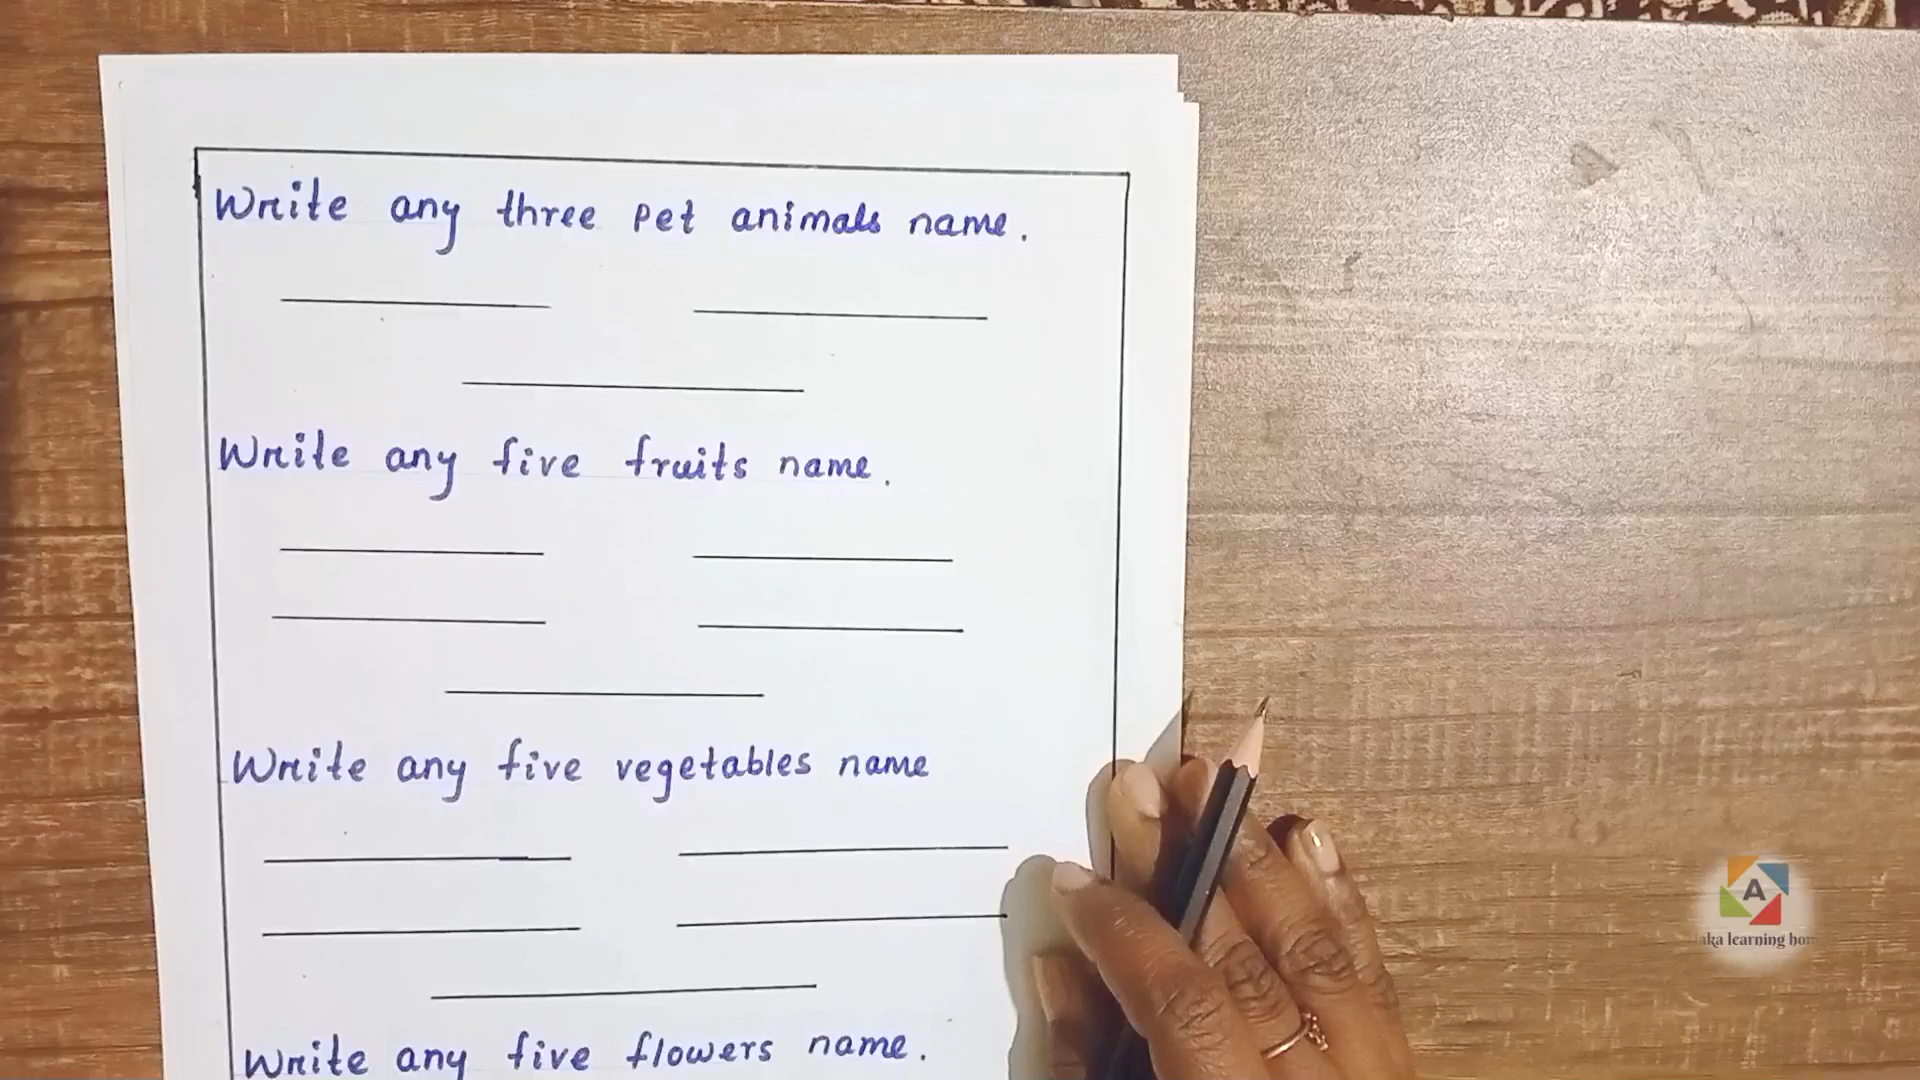 Write any three pet animals name.
Write any five fruits name.
Write any five vegetables name
Write any five flowers name.
A
learning